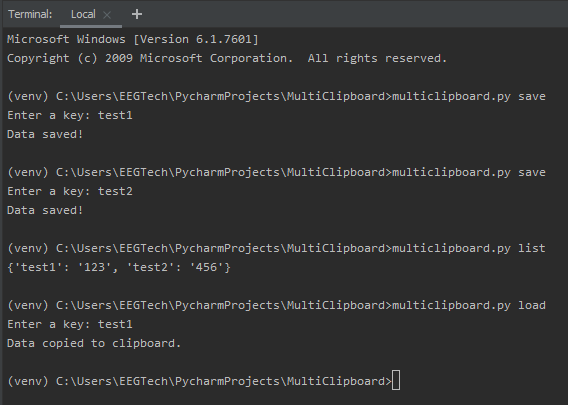 Terminal: Local × +
Microsoft Windows [Version 6.1.7601]
Copyright (c) 2009 Microsoft Corporation.  All rights reserved.
(venv) C:\Users\EEGTech\PycharmProjects\MultiClipboard>multiclipboard.py save
Enter a key: test1
Data saved!
(venv) C:\Users\EEGTech\PycharmProjects\MultiClipboard>multiclipboard.py save
Enter a key: test2
Data saved!
(venv) C:\Users\EEGTech\PycharmProjects\MultiClipboard>multiclipboard.py list
{'test1': '123', 'test2': '456'}
(venv) C:\Users\EEGTech\PycharmProjects\MultiClipboard>multiclipboard.py load
Enter a key: test1
Data copied to clipboard.
(venv) C:\Users\EEGTech\PycharmProjects\MultiClipboard>